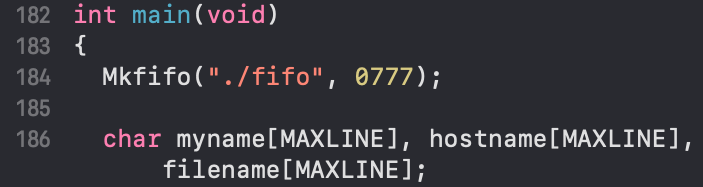 182 int main(void)
183 {
184 Mkfifo("./fifo", 0777);
185
186 char myname[MAXLINE], hostname[MAXLINE],
filename[MAXLINE];